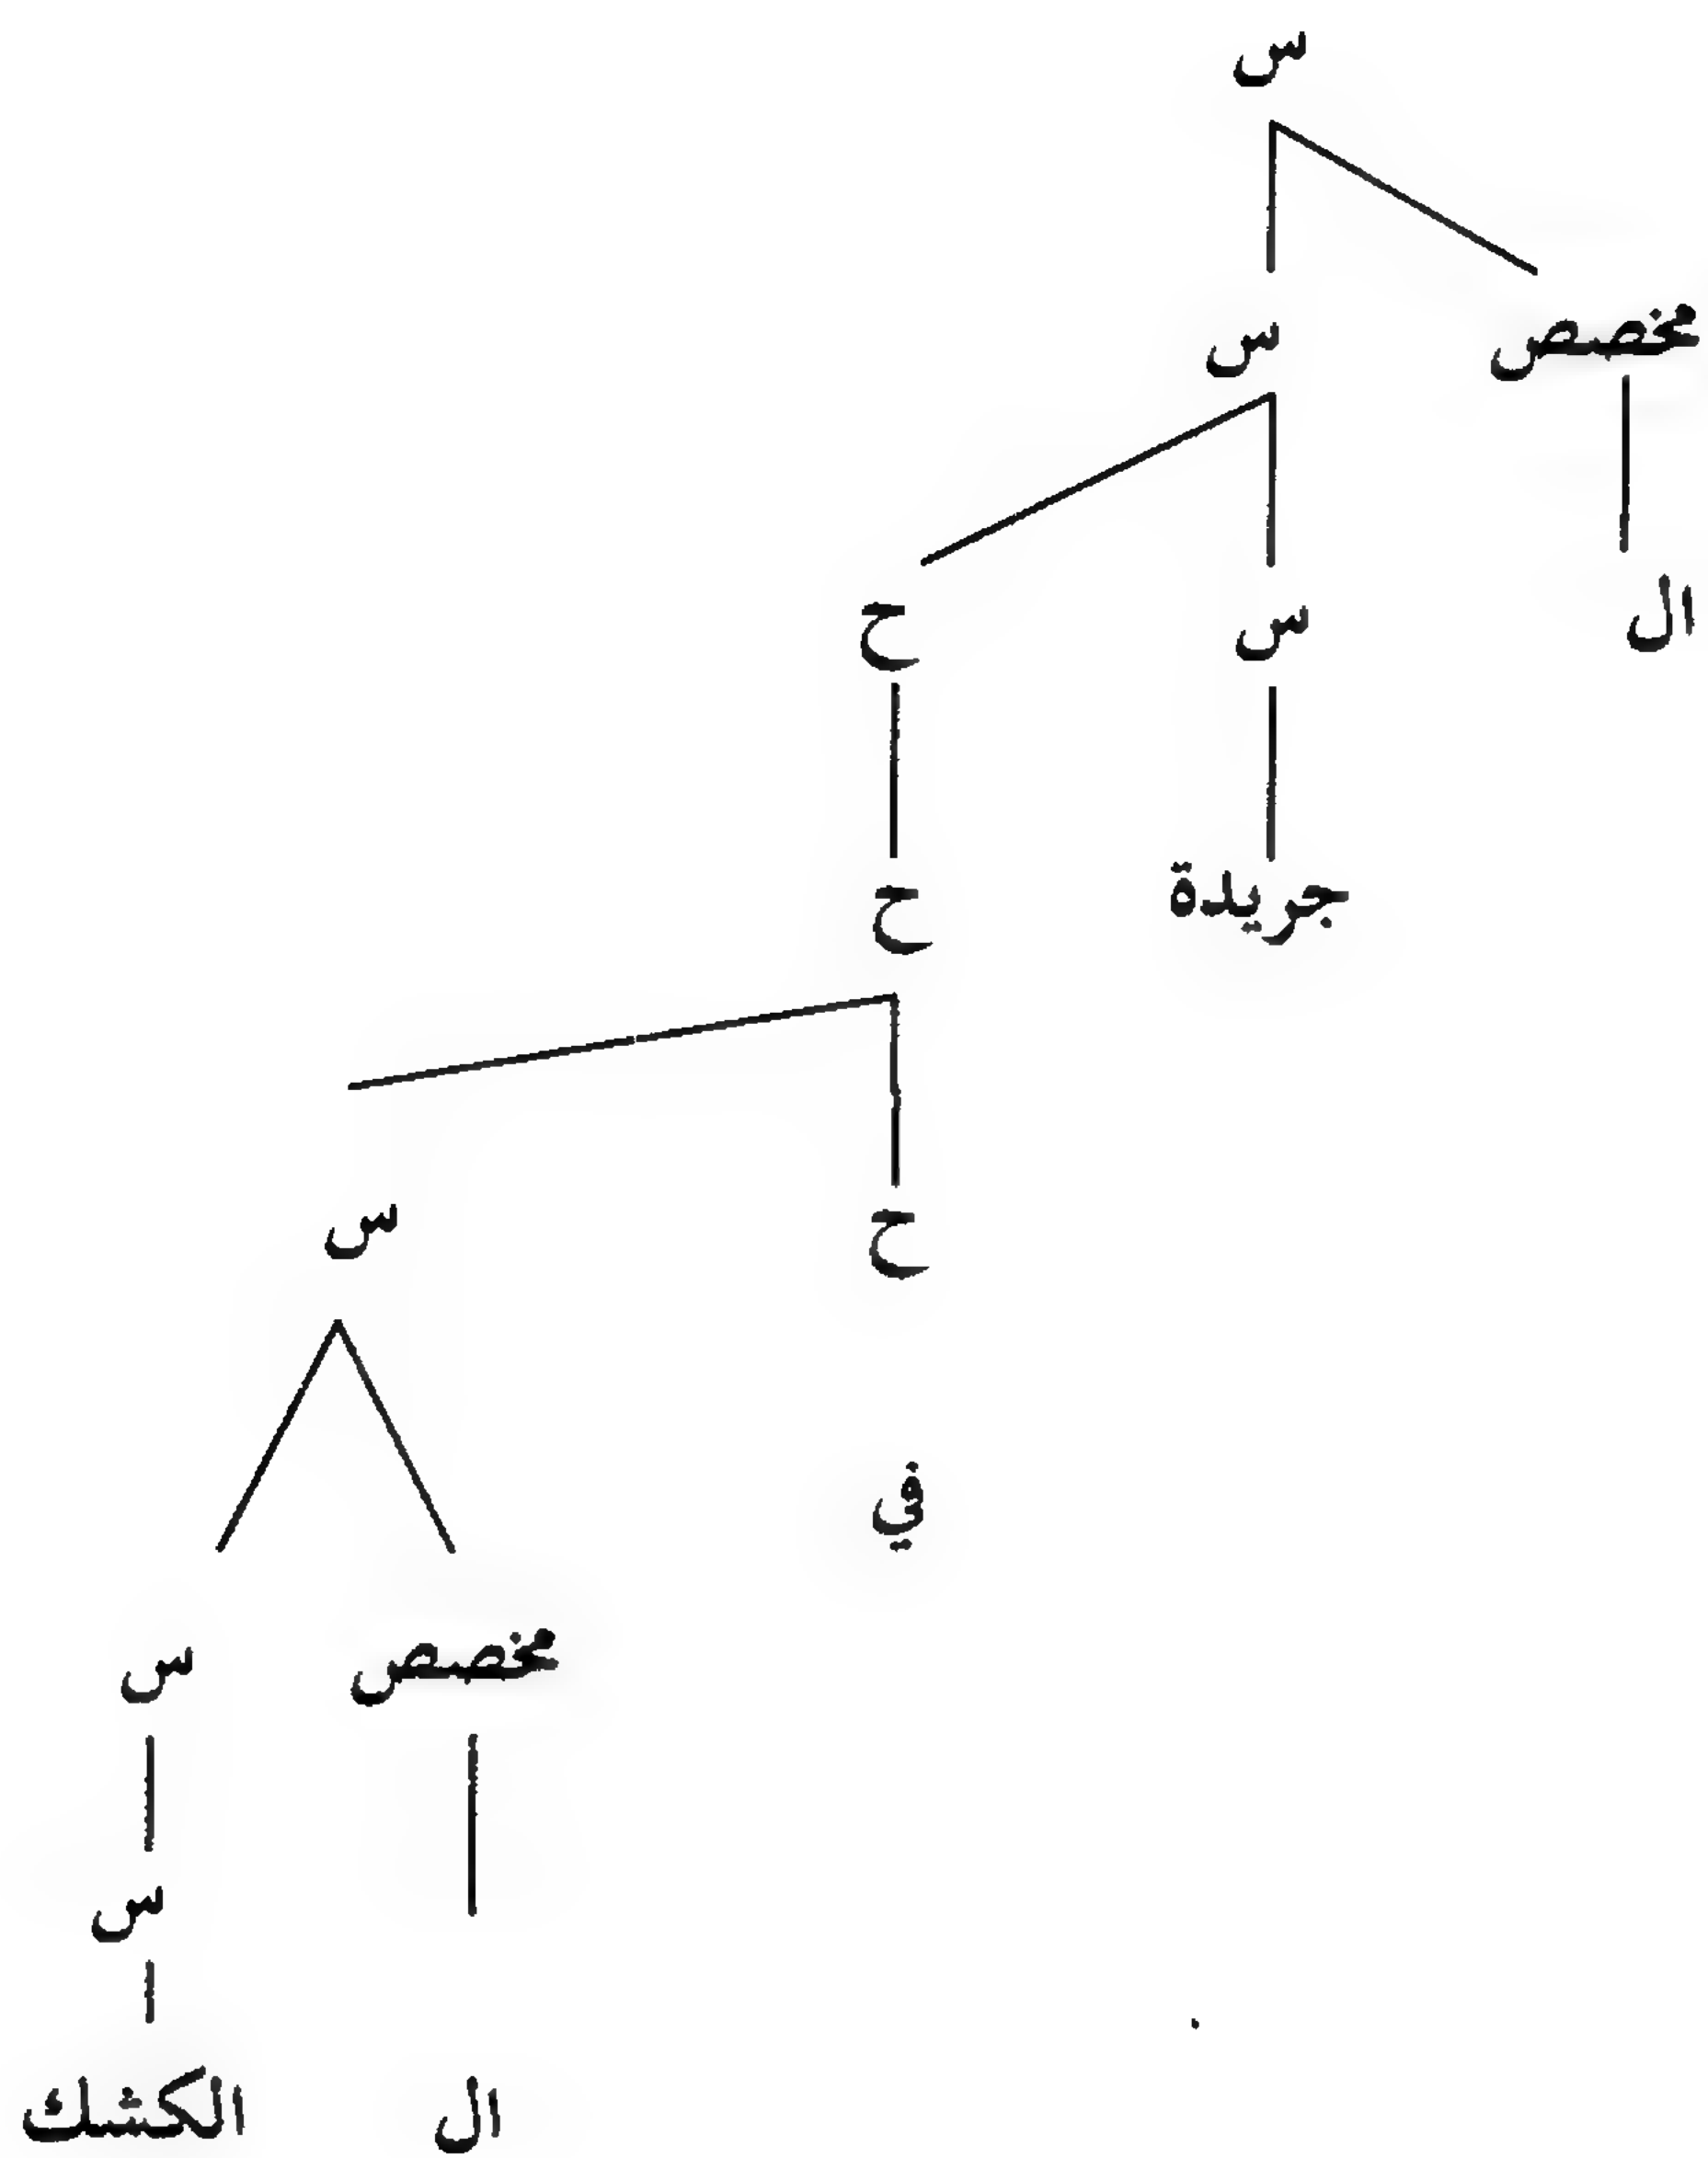 س
مخصص س
ال س ح
جريدة ح
ح س
في
مخصص س
س
ال الكشك